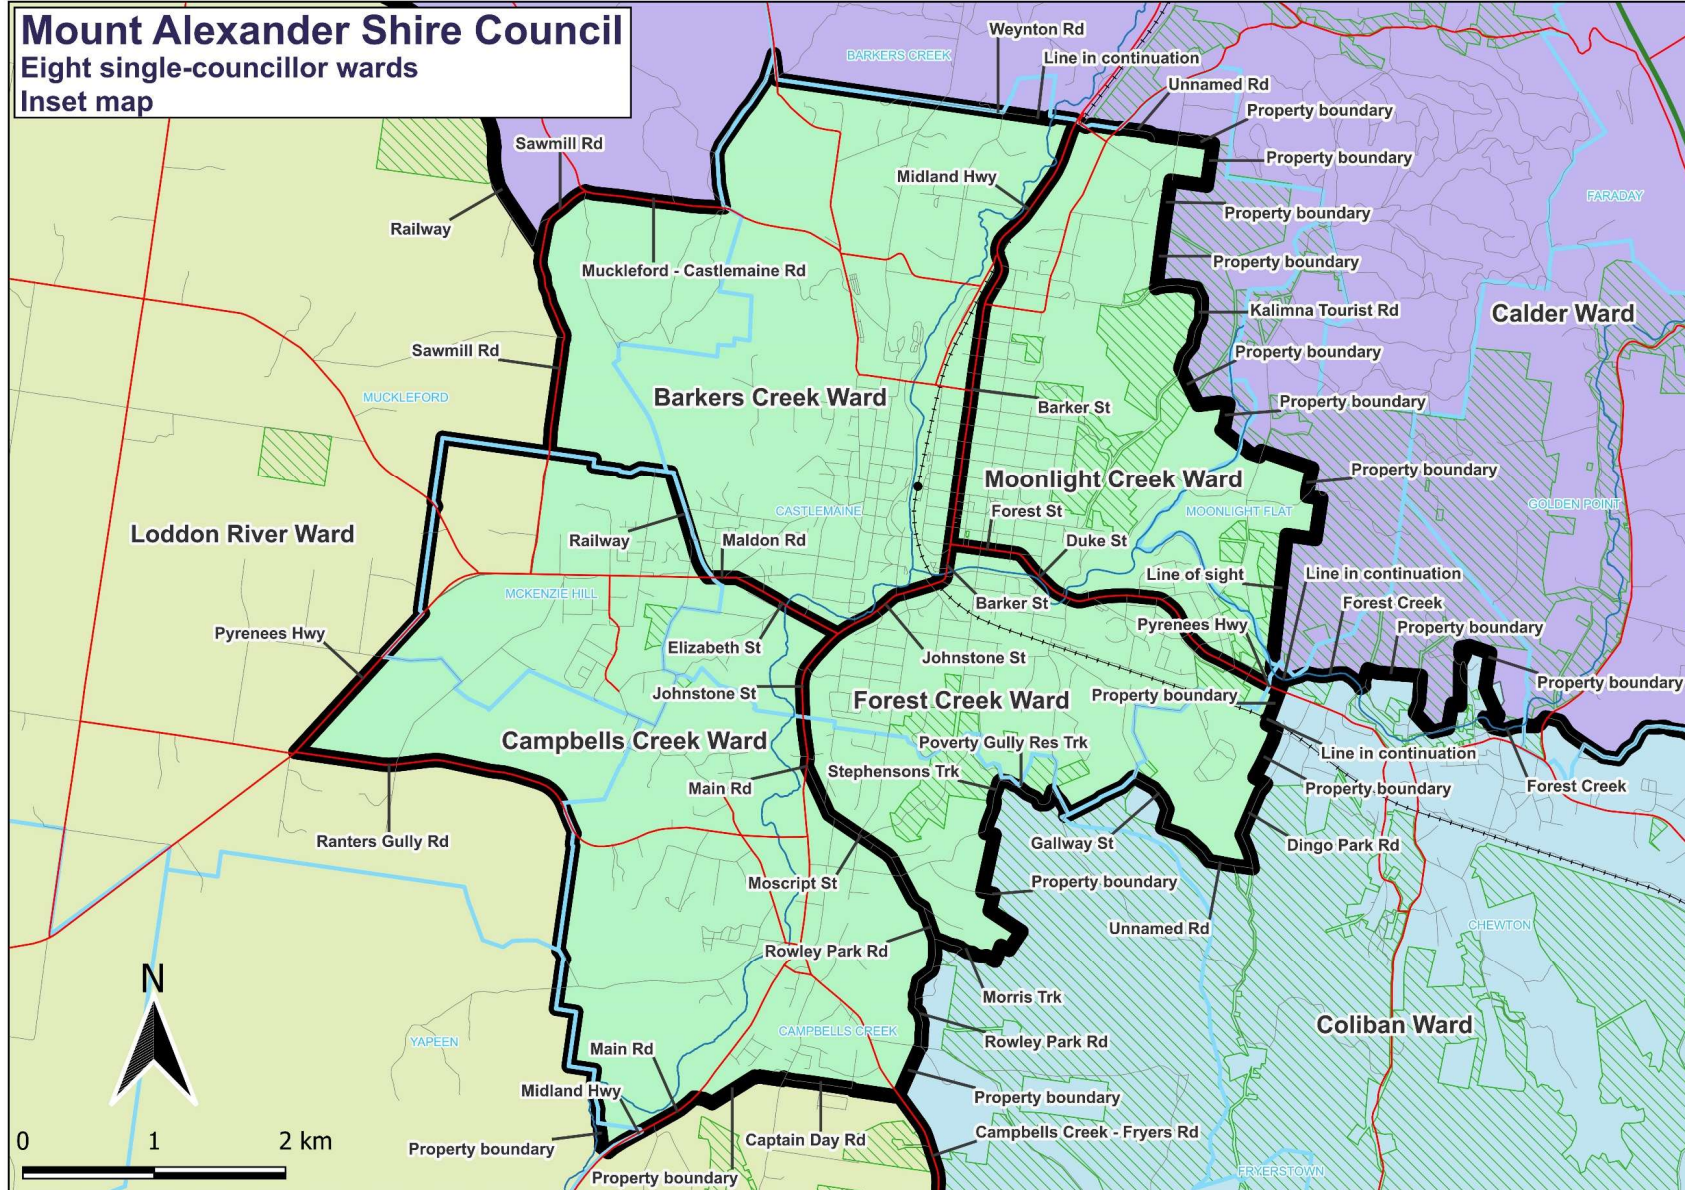 Mount Alexander Shire Council
Eight single-councillor wards
Inset map
BARKERS CREEK
Weynton Rd
Line in continuation
Unnamed Rd
Property boundary
Sawmill Rd
Property boundary
Midland Hwy
FARADAY
Railway
Property boundary
Muckleford - Castlemaine Rd
Property boundary
Kalimna Tourist Rd
Calder Ward
Sawmill Rd
Property boundary
MUCKLEFORD
Barkers Creek Ward
Barker St
Property boundary
Property boundary
Moonlight Creek Ward
GOLDEN POINT
CASTLEMAINE
Forest St
MOONLIGHT FLAT
Loddon River Ward
Railway
Maldon Rd
Duke St
Line of sight
Line in continuation
MCKENZIE HILL
Barker St
Forest Creek
Pyrenees Hwy
Pyrenees Hwy
Property boundary
Elizabeth St
Johnstone St
Property boundary
Johnstone St
Forest Creek Ward
Property boundary
Campbells Creek Ward
Poverty Gully Res Trk
Line in continuation
Stephensons Trk
Main Rd
Property boundary
Forest Creek
Ranters Gully Rd
Gallway St
Dingo Park Rd
Moscript St
Property boundary
Unnamed Rd
CHEWTON
Rowley Park Rd
N
Morris Trk
Coliban Ward
CAMPBELLS CREEK
YAPEEN
Main Rd
Rowley Park Rd
Midland Hwy
Property boundary
0 1 2 km
Property boundary
Captain Day Rd
Campbells Creek - Fryers Rd
Property boundary
FRYERSTOWN